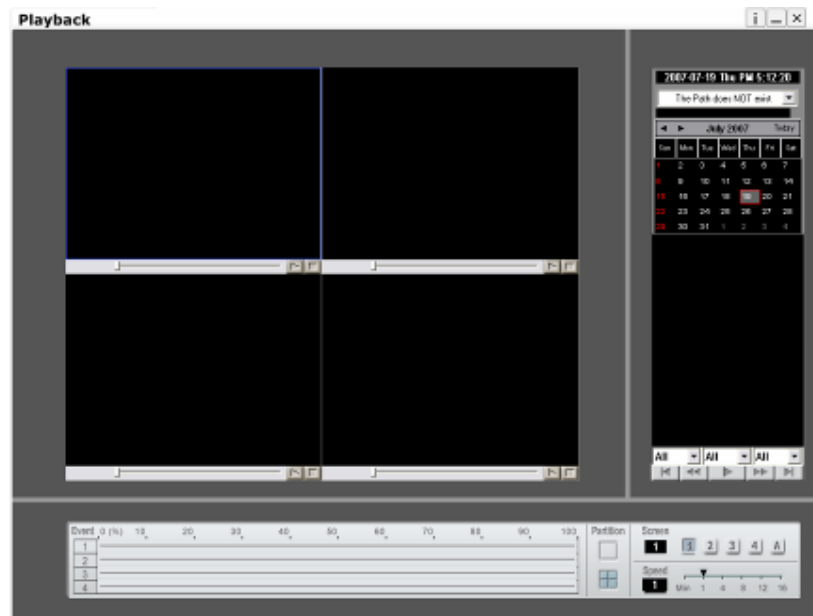 Playback
2007-07-19 Thu PM 5:12:20
The Path does NOT exist
July 2007 Today
Sun Mon Tue Wed Thu Fri Sat
1 2 3 4 5 6 7
8 9 10 11 12 13 14
15 16 17 18 19 20 21
22 23 24 25 26 27 28
29 30 31 1 2 3 4
All All All
Event 0 (%) 10 20 30 40 50 60 70 80 90 100
1
2
3
4
Partition
Screen
1 2 3 4 A
1
Speed
1
Min 1 4 8 12 16